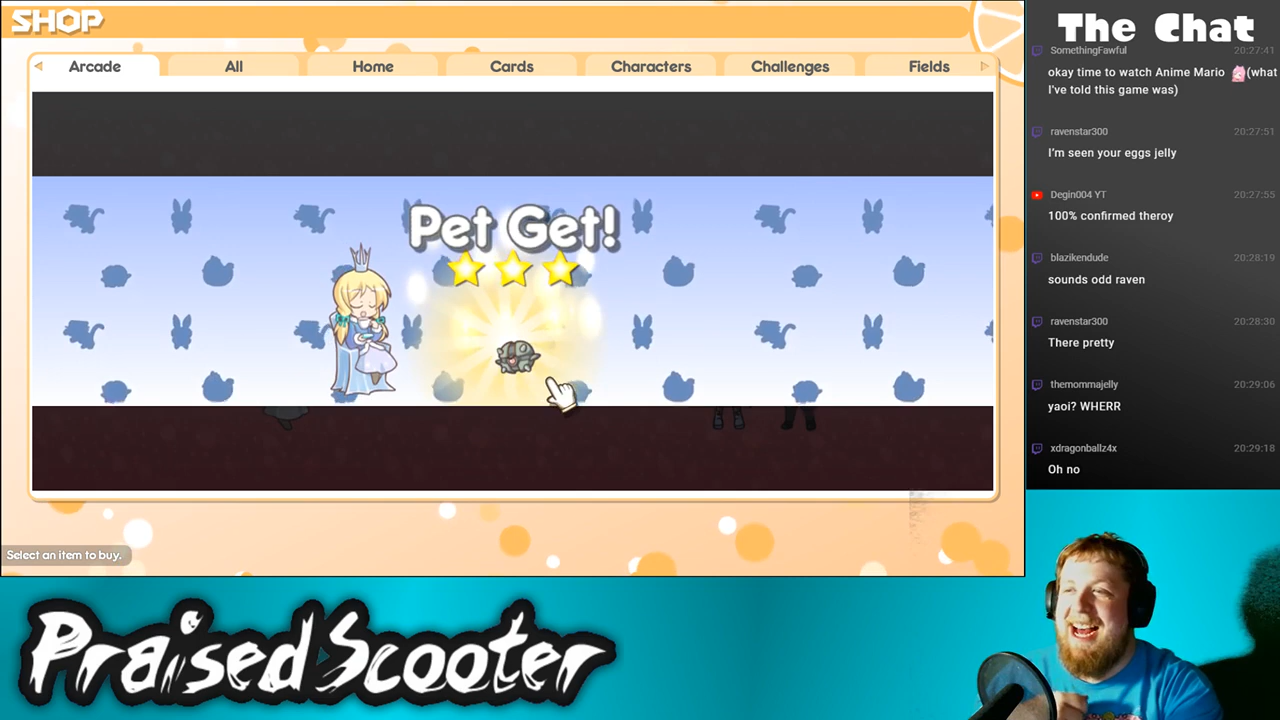 SHOP
Arcade
All
Home
Cards
Characters
Challenges
Fields
Pet Get!
Select an item to buy.
PraisedScooter
The Chat
SomethingFawful 20:27:41
okay time to watch Anime Mario (what
I've told this game was)
ravenstar300 20:27:51
I'm seen your eggs jelly
Degin004 YT 20:27:55
100% confirmed theroy
blazikendude 20:28:19
sounds odd raven
ravenstar300 20:28:30
There pretty
themommajelly 20:29:06
yaoi? WHERR
xdragonballz4x 20:29:18
Oh no